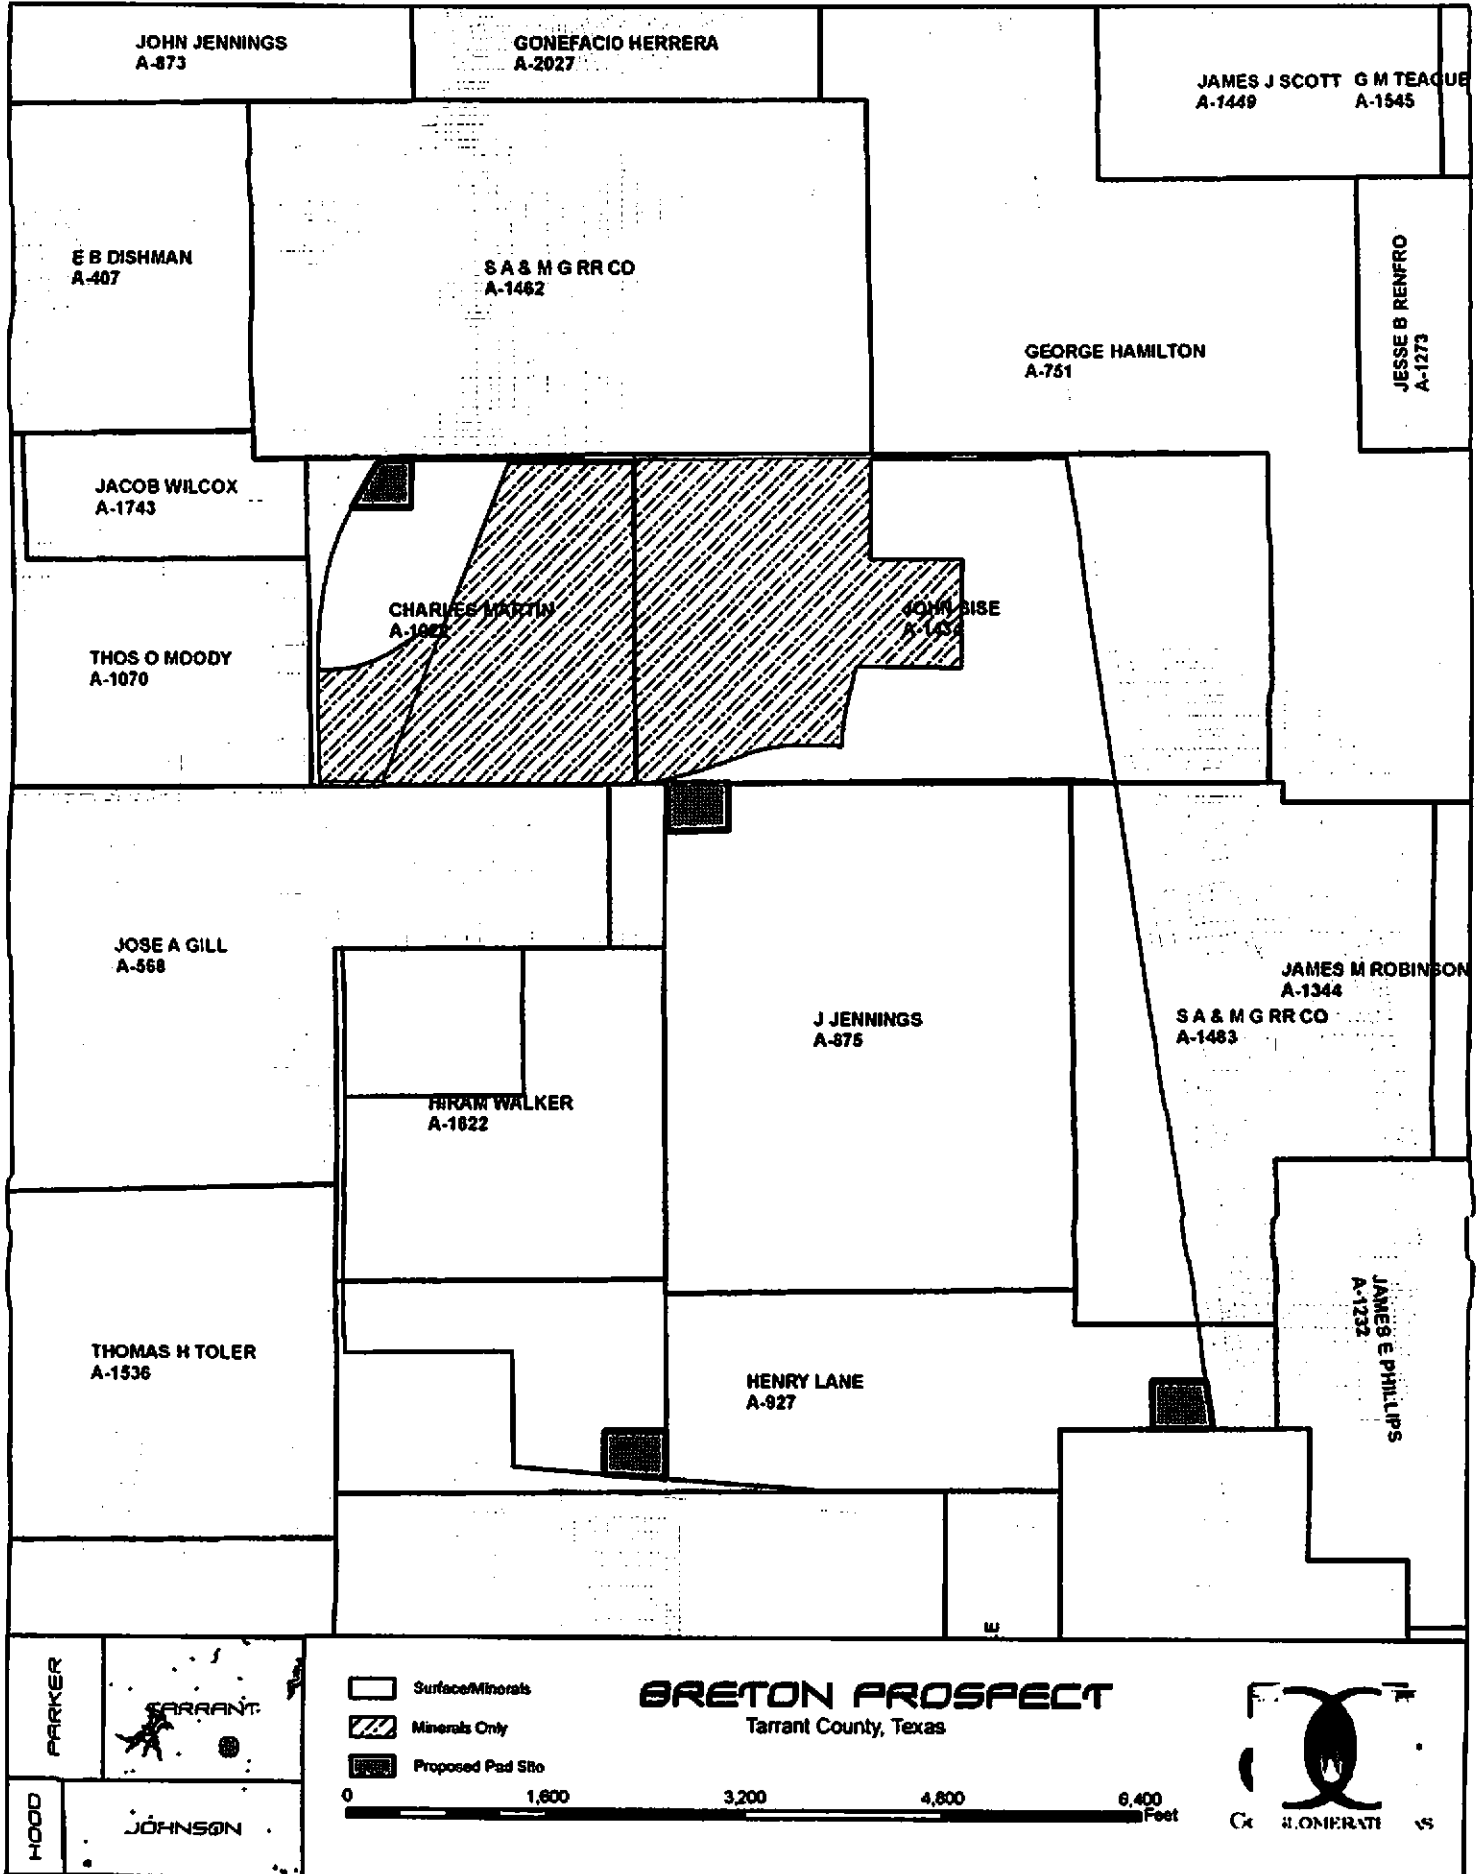 JOHN JENNINGS
A-873
GONEFACIO HERRERA
A-2027
JAMES J SCOTT
A-1449
G M TEAGUE
A-1545
E B DISHMAN
A-407
S A & M G RR CO
A-1462
GEORGE HAMILTON
A-751
JESSE B RENFRO
A-1273
JACOB WILCOX
A-1743
CHARLES MARTIN
JOHN SISE
THOS O MOODY
A-1070
JOSE A GILL
A-568
JAMES M ROBINSON
A-1344
S A & M G RR CO
A-1483
J JENNINGS
A-875
HIRAM WALKER
A-1622
JAMES E PHILLIPS
A-1232
THOMAS H TOLER
A-1536
HENRY LANE
A-927
E
PARKER
TARRANT
HOOD
JOHNSON
Surface/Minerals
Minerals Only
Proposed Pad Site
BRETON PROSPECT
Tarrant County, Texas
0 1,600 3,200 4,800 6,400
Feet